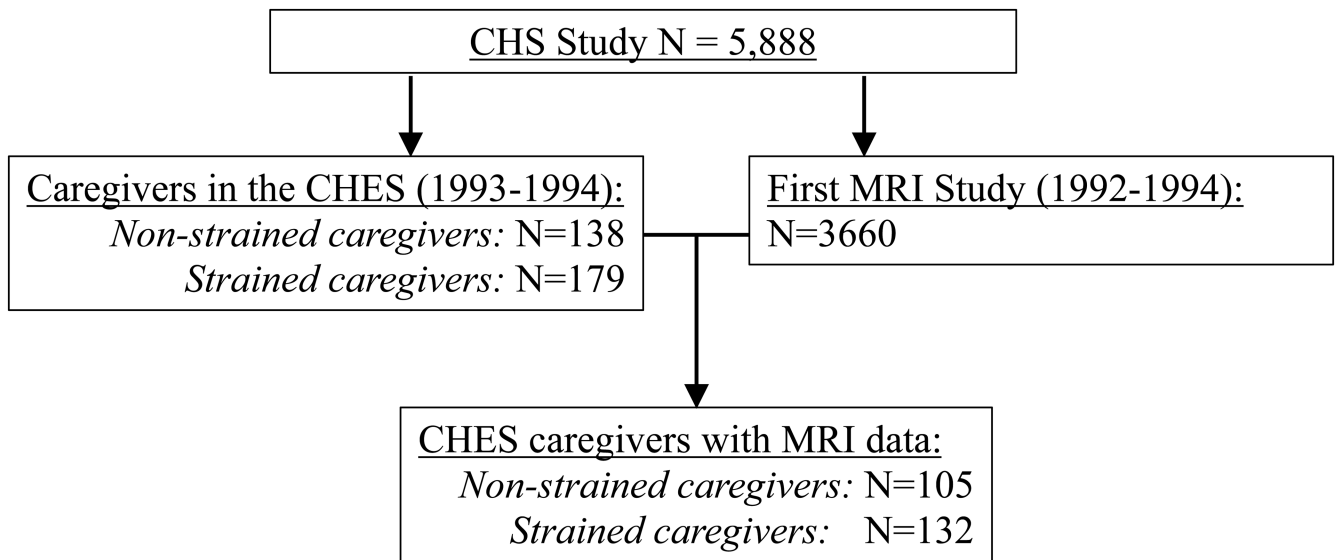 CHS Study N = 5,888
Caregivers in the CHES (1993-1994):
Non-strained caregivers: N=138
Strained caregivers: N=179
First MRI Study (1992-1994):
N=3660
CHES caregivers with MRI data:
Non-strained caregivers: N=105
Strained caregivers: N=132